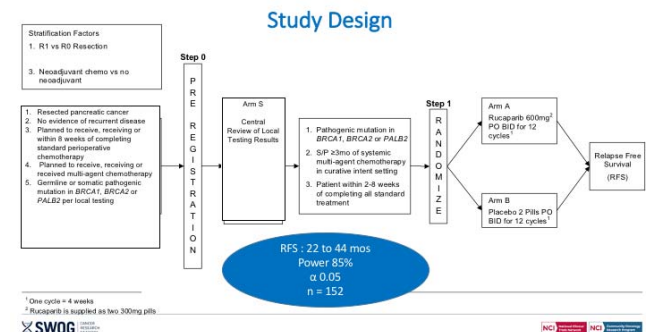 Study Design
Stratification Factors
1. R1 vs R0 Resection
3. Neoadjuvant chemo vs no
neoadjuvant
1. Resected pancreatic cancer
2. No evidence of recurrent disease
3. Planned to receive, receiving or
within 8 weeks of completing
standard perioperative
chemotherapy
4. Planned to receive, receiving or
received multi-agent chemotherapy
5. Germline or somatic pathogenic
mutation in BRCA1, BRCA2 or
PALB2 per local testing
Step 0
PRE REGISTRATION
Arm S
Central
Review of Local
Testing Results
1. Pathogenic mutation in
BRCA1, BRCA2 or PALB2
2. S/P ≥3mo of systemic
multi-agent chemotherapy
in curative intent setting
3. Patient within 2-8 weeks
of completing all standard
treatment
Step 1
RANDOMIZE
Arm A
Rucaparib 600mg²
PO BID for 12
cycles¹
Arm B
Placebo 2 Pills PO
BID for 12 cycles¹
Relapse Free
Survival
(RFS)
RFS : 22 to 44 mos
Power 85%
α 0.05
n = 152
¹ One cycle = 4 weeks
² Rucaparib is supplied as two 300mg pills
SWOG
CANCER
RESEARCH
NCI
NCI